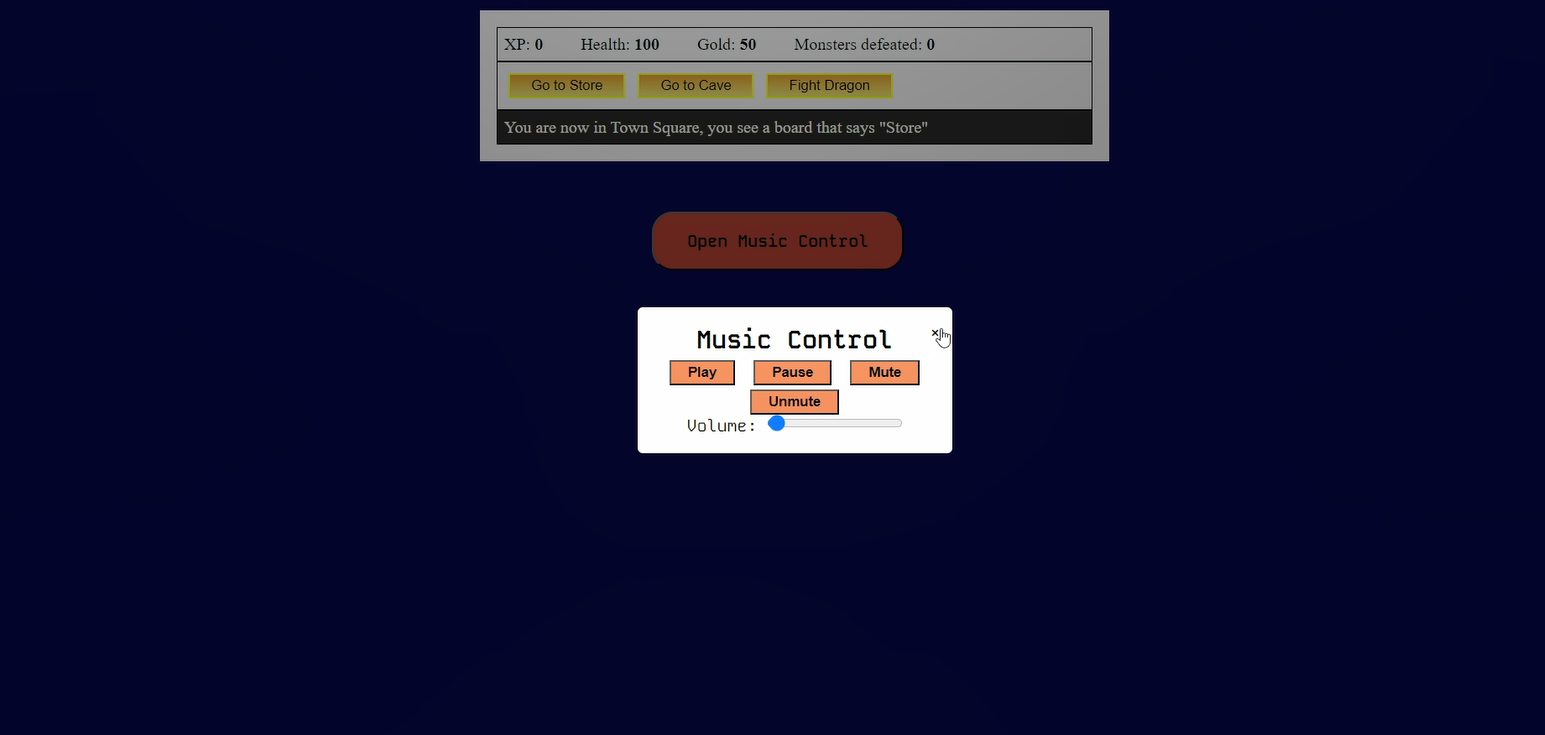 XP: 0 Health: 100 Gold: 50 Monsters defeated: 0
Go to Store Go to Cave Fight Dragon
You are now in Town Square, you see a board that says "Store"
Open Music Control
Music Control ×
Play Pause Mute
Unmute
Volume: